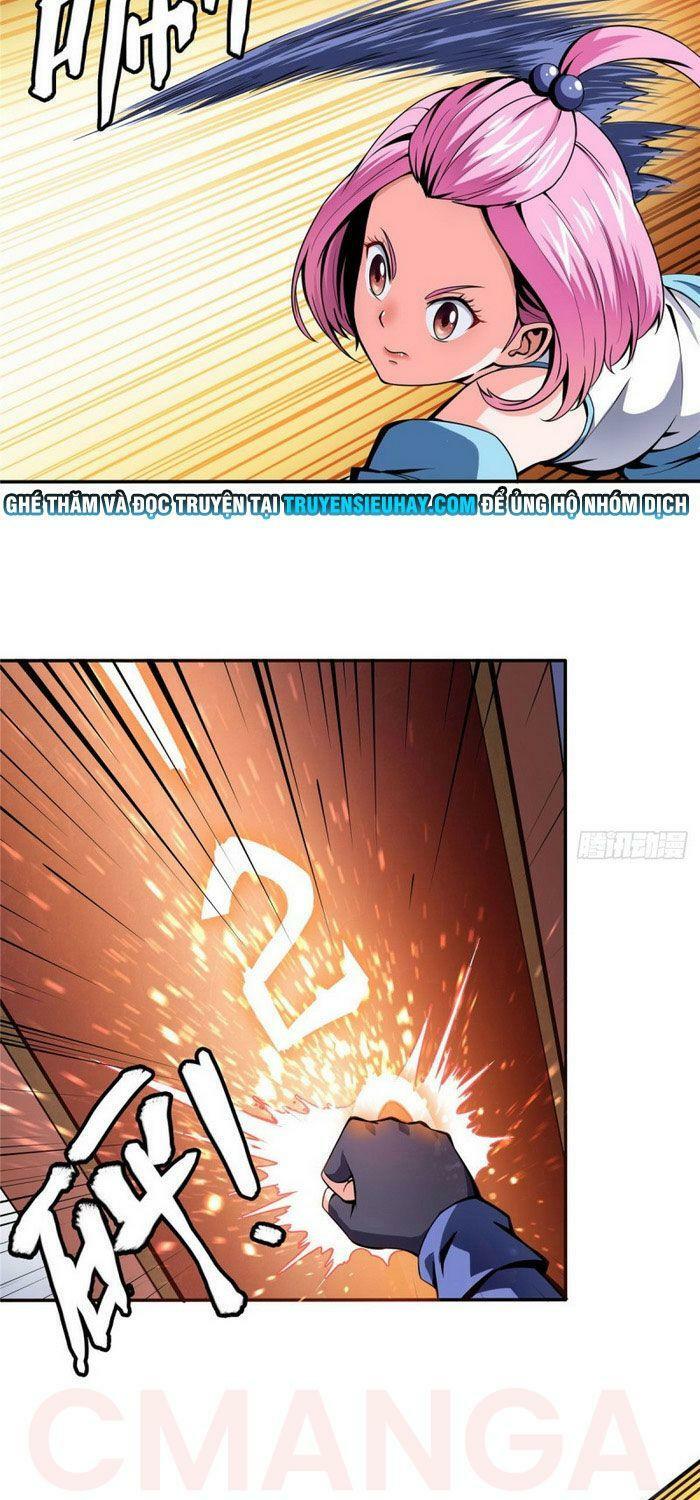 GHÉ THĂM VÀ ĐỌC TRUYỆN TẠI TRUYENSIEUHAY.COM ĐỂ ỦNG HỘ NHÓM DỊCH
腾讯动漫
2
砰!
CMANGA